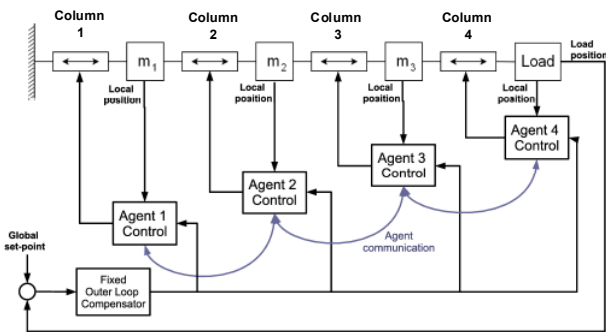 Column
1
Column
2
Column
3
Column
4
m1
m2
m3
Load
Load
position
Local
position
Local
position
Local
position
Local
position
Agent 4
Control
Agent 3
Control
Agent 2
Control
Agent 1
Control
Agent
communication
Global
set-point
Fixed
Outer Loop
Compensator